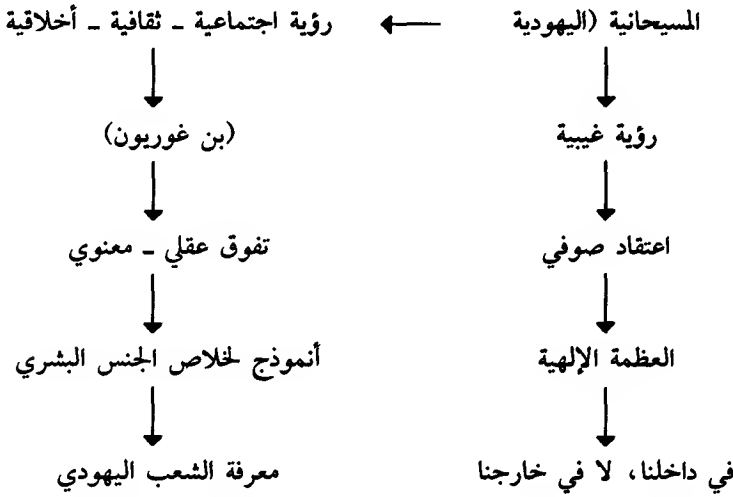 المسيحانية (اليهودية ← رؤية اجتماعية ـ ثقافية ـ أخلاقية
رؤية غيبية (بن غوريون)
اعتقاد صوفي تفوق عقلي ـ معنوي
العظمة الإلهية أنموذج لخلاص الجنس البشري
في داخلنا، لا في خارجنا معرفة الشعب اليهودي